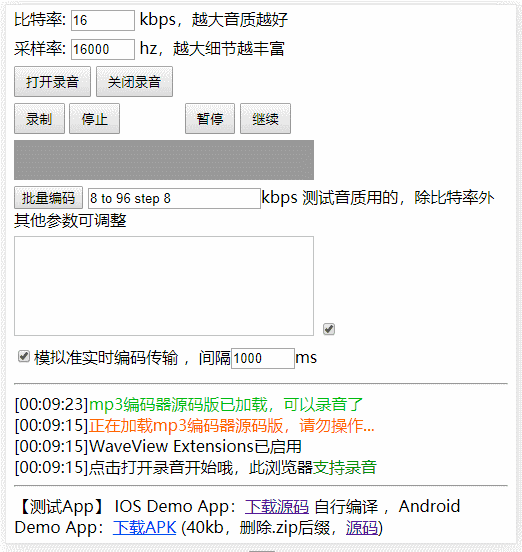 比特率: 16 kbps，越大音质越好
采样率: 16000 hz，越大细节越丰富
打开录音 关闭录音
录制 停止 暂停 继续
批量编码 8 to 96 step 8 kbps 测试音质用的，除比特率外
其他参数可调整
模拟准实时编码传输 ，间隔 1000 ms
[00:09:23]mp3编码器源码版已加载，可以录音了
[00:09:15]正在加载mp3编码器源码版，请勿操作...
[00:09:15]WaveView Extensions已启用
[00:09:15]点击打开录音开始哦，此浏览器支持录音
【测试App】 IOS Demo App：下载源码 自行编译 ，Android
Demo App：下载APK (40kb，删除.zip后缀，源码)